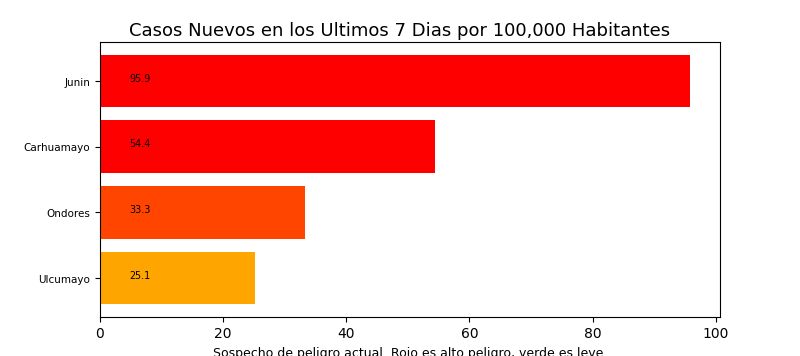 Casos Nuevos en los Ultimos 7 Dias por 100,000 Habitantes
Junin 95.9
Carhuamayo 54.4
Ondores 33.3
Ulcumayo 25.1
0 20 40 60 80 100
Sospecho de peligro actual. Rojo es alto peligro, verde es leve